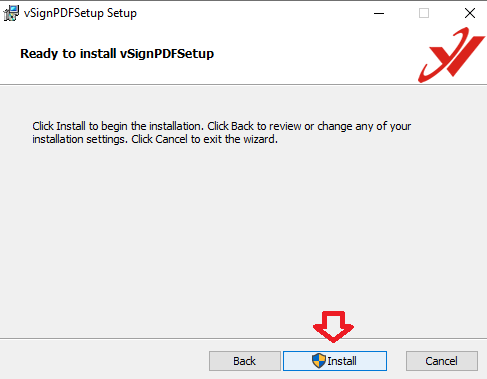 vSignPDFSetup Setup
Ready to install vSignPDFSetup
Click Install to begin the installation. Click Back to review or change any of your
installation settings. Click Cancel to exit the wizard.
Back
Install
Cancel